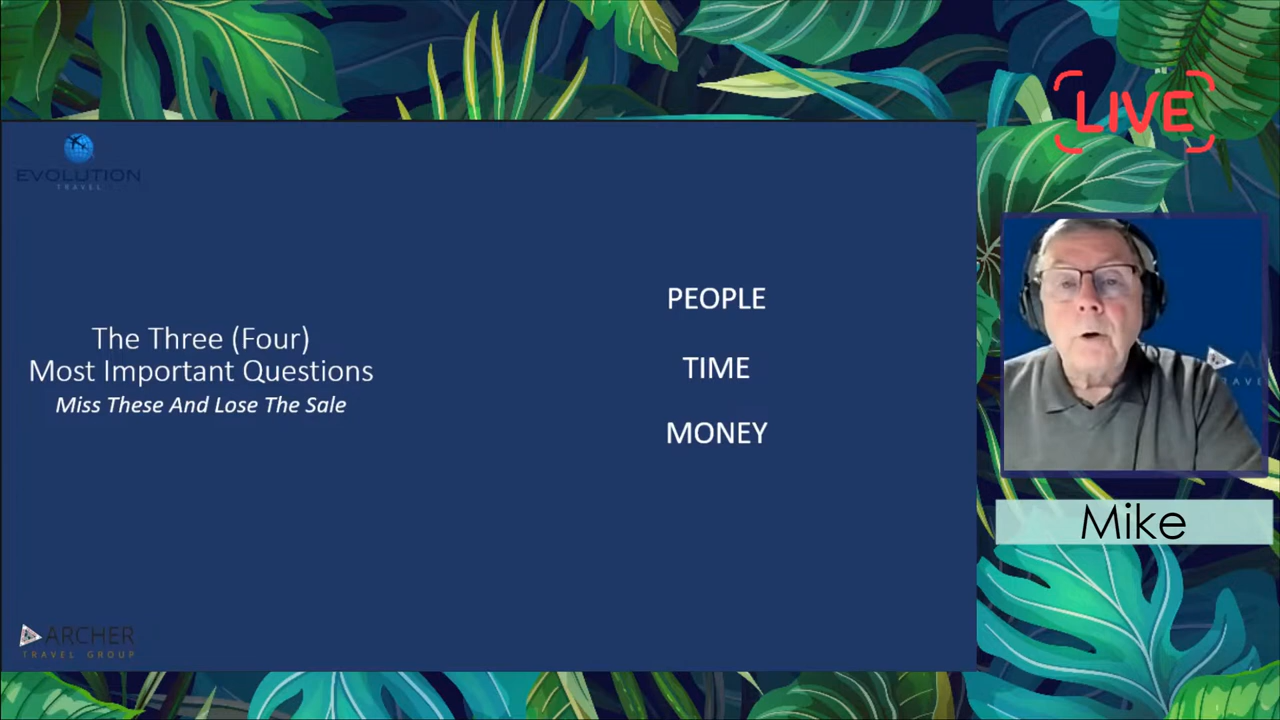 EVOLUTION
TRAVEL
The Three (Four)
Most Important Questions
Miss These And Lose The Sale
PEOPLE
TIME
MONEY
ARCHER
TRAVEL GROUP
LIVE
Mike